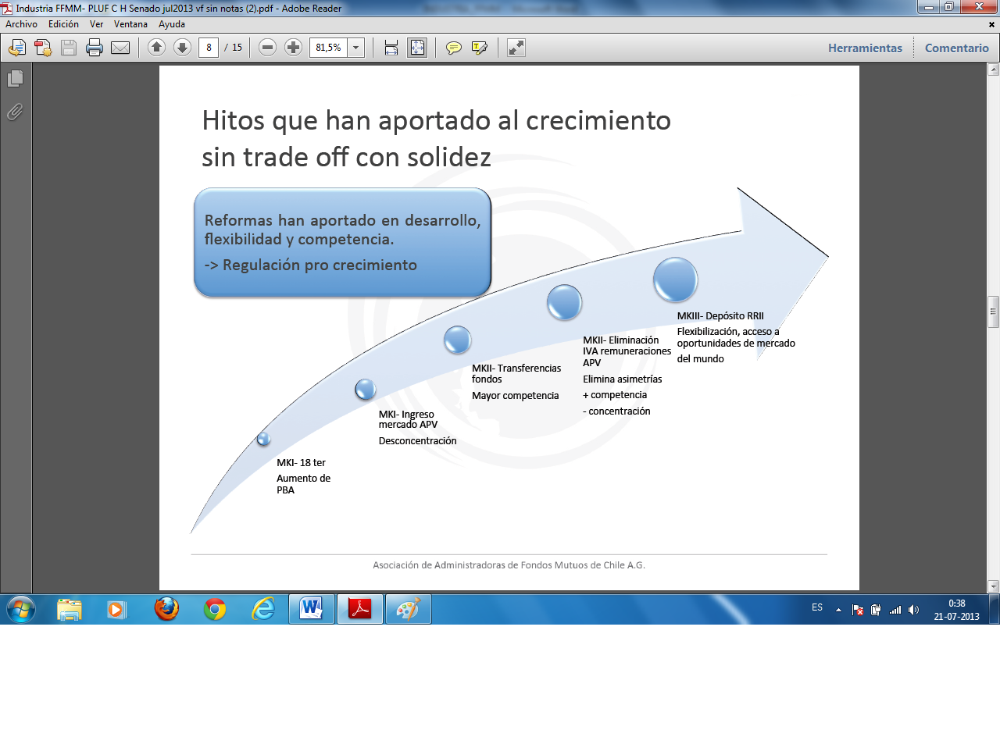 Industria FFMM- PLUF C H Senado jul2013 vf sin notas (2).pdf - Adobe Reader
Archivo Edición Ver Ventana Ayuda
8 / 15 81,5% Herramientas Comentario
Hitos que han aportado al crecimiento
sin trade off con solidez
Reformas han aportado en desarrollo,
flexibilidad y competencia.
-> Regulación pro crecimiento
MKI- 18 ter
Aumento de
PBA
MKI- Ingreso
mercado APV
Desconcentración
MKII- Transferencias
fondos
Mayor competencia
MKII- Eliminación
IVA remuneraciones
APV
Elimina asimetrías
+ competencia
- concentración
MKIII- Depósito RRII
Flexibilización, acceso a
oportunidades de mercado
del mundo
Asociación de Administradoras de Fondos Mutuos de Chile A.G.
ES
0:38
21-07-2013